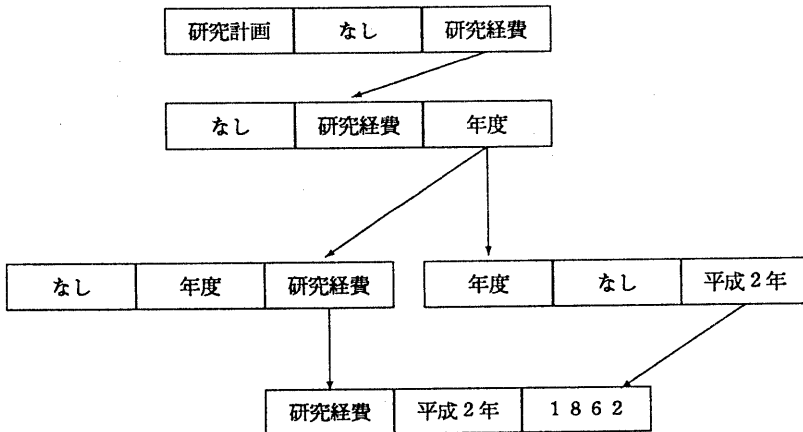 研究計画 なし 研究経費
なし 研究経費 年度
なし 年度 研究経費
年度 なし 平成2年
研究経費 平成2年 1862